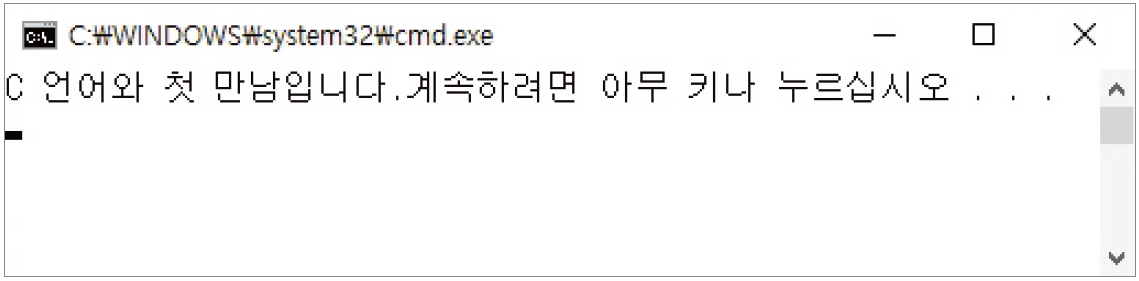 C:₩WINDOWS₩system32₩cmd.exe
C 언어와 첫 만남입니다.계속하려면 아무 키나 누르십시오 . . .